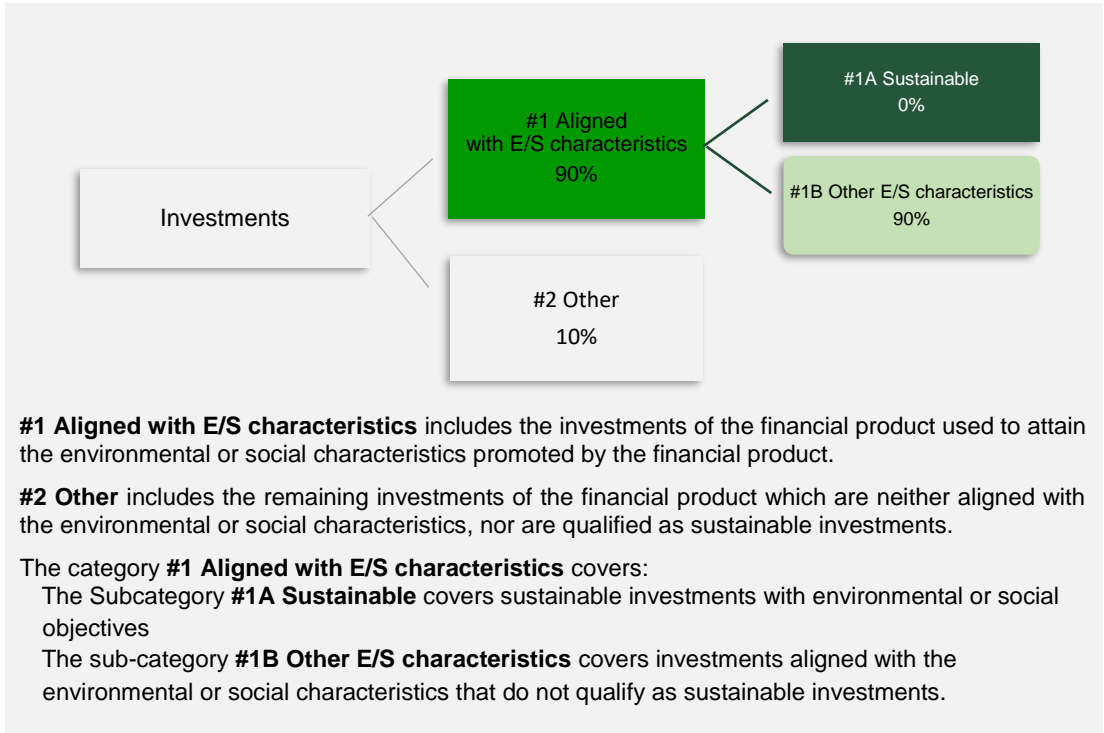 #1A Sustainable
0%
#1 Aligned
with E/S characteristics
90%
#1B Other E/S characteristics
90%
Investments
#2 Other
10%
#1 Aligned with E/S characteristics includes the investments of the financial product used to attain
the environmental or social characteristics promoted by the financial product.
#2 Other includes the remaining investments of the financial product which are neither aligned with
the environmental or social characteristics, nor are qualified as sustainable investments.
The category #1 Aligned with E/S characteristics covers:
The Subcategory #1A Sustainable covers sustainable investments with environmental or social
objectives
The sub-category #1B Other E/S characteristics covers investments aligned with the
environmental or social characteristics that do not qualify as sustainable investments.